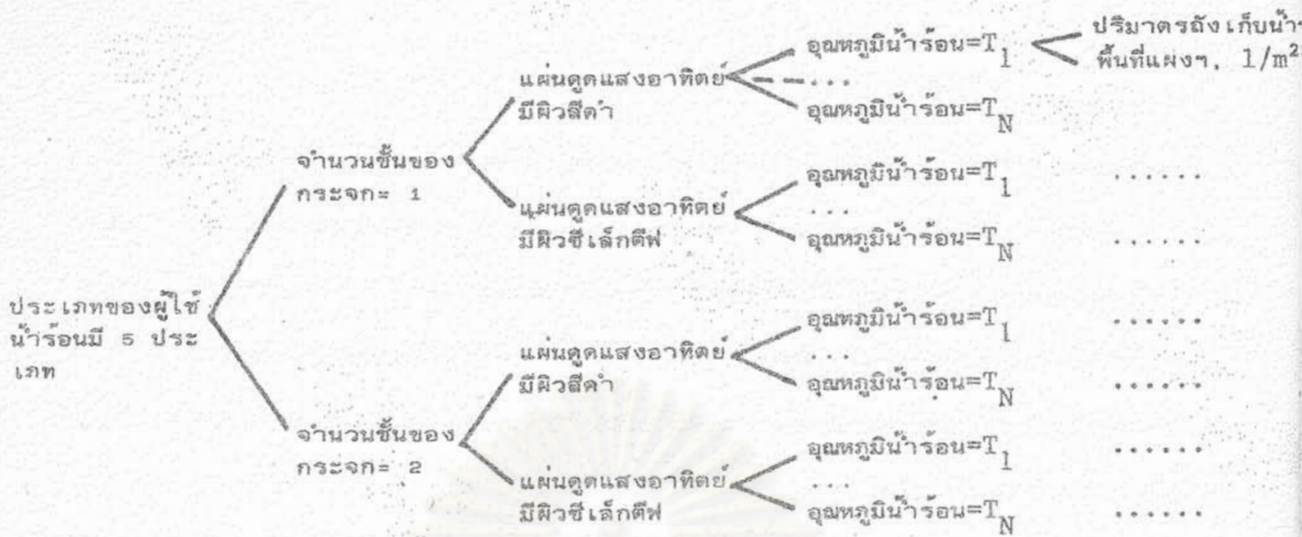 ประเภทของผู้ใช้
น้ำร้อนมี 5 ประ
เภท
จำนวนชั้นของ
กระจก= 1
แผ่นดูดแสงอาทิตย์
มีผิวสีดำ
อุณหภูมิน้ำร้อน=T1
ปริมาตรถังเก็บน้ำ
พื้นที่แผงฯ, 1/m²
...
อุณหภูมิน้ำร้อน=TN
แผ่นดูดแสงอาทิตย์
มีผิวซีเล็กตีฟ
อุณหภูมิน้ำร้อน=T1 ......
...
อุณหภูมิน้ำร้อน=TN ......
จำนวนชั้นของ
กระจก= 2
แผ่นดูดแสงอาทิตย์
มีผิวสีดำ
อุณหภูมิน้ำร้อน=T1 ......
...
อุณหภูมิน้ำร้อน=TN ......
แผ่นดูดแสงอาทิตย์
มีผิวซีเล็กตีฟ
อุณหภูมิน้ำร้อน=T1 ......
...
อุณหภูมิน้ำร้อน=TN ......